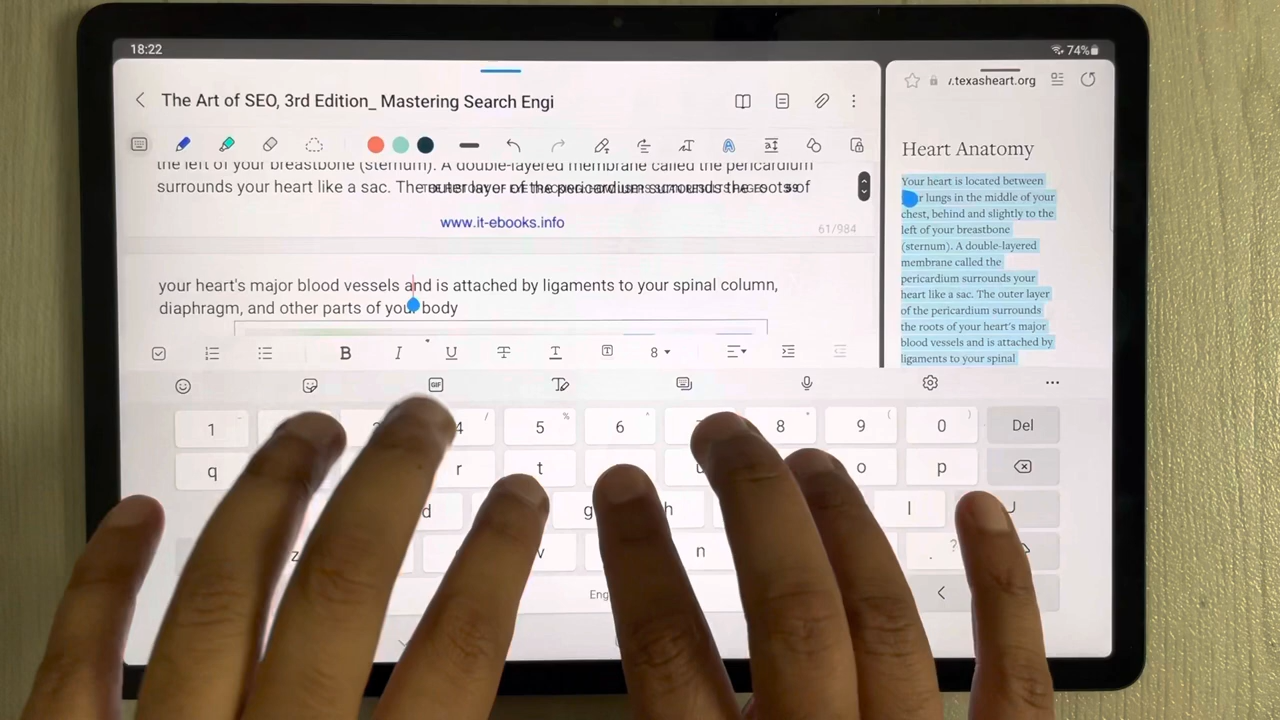 18:22
74%
The Art of SEO, 3rd Edition_ Mastering Search Engi
the left of your breastbone (sternum). A double-layered membrane called the pericardium
surrounds your heart like a sac. The outer layer of the pericardium surrounds the roots of
www.it-ebooks.info
61/984
your heart's major blood vessels and is attached by ligaments to your spinal column,
diaphragm, and other parts of your body
B I U T T T 8
GIF
1 4 5 6 8 9 0 Del
q r t o p
d g h l
z v n . ?
Eng
.texasheart.org
Heart Anatomy
Your heart is located between
lungs in the middle of your
chest, behind and slightly to the
left of your breastbone
(sternum). A double-layered
membrane called the
pericardium surrounds your
heart like a sac. The outer layer
of the pericardium surrounds
the roots of your heart's major
blood vessels and is attached by
ligaments to your spinal